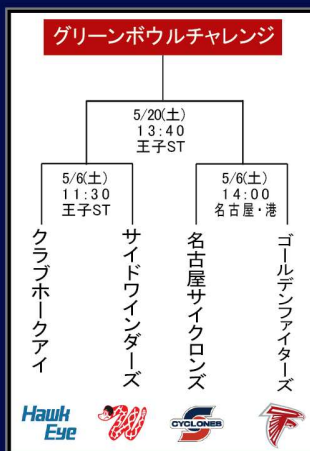 グリーンボウルチャレンジ
5/20(土)
13:40
王子ST
5/6(土)
11:30
王子ST
5/6(土)
14:00
名古屋・港
クラブホークアイ
サイドワインダーズ
名古屋サイクロンズ
ゴールデンファイターズ
Hawk
Eye
CYCLONES